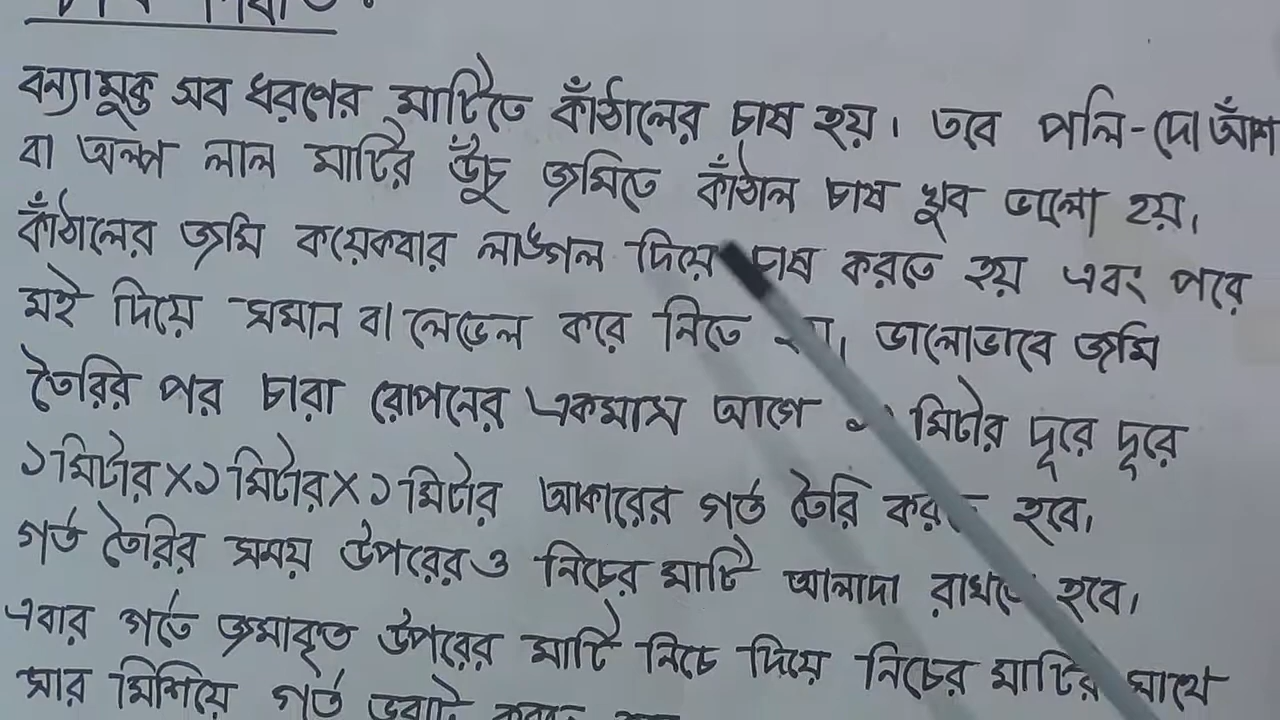 বন্যামুক্ত সব ধরণের মাটিতে কাঁঠালের চাষ হয়। তবে পলি-দোআঁশ
বা অল্প লাল মাটির উঁচু জমিতে কাঁঠাল চাষ খুব ভালো হয়।
কাঁঠালের জমি কয়েকবার লাঙ্গল দিয়ে চাষ করতে হয় এবং পরে
মই দিয়ে সমান বা লেভেল করে নিতে ভালোভাবে জমি
তৈরির পর চারা রোপনের একমাস আগে মিটার দূরে দূরে
১মিটার×১মিটার×১মিটার আকারের গর্ত তৈরি করতে হবে।
গর্ত তৈরির সময় উপরের ও নিচের মাটি আলাদা রাখতে হবে।
এবার গর্তে জমাকৃত উপরের মাটি নিচে দিয়ে নিচের মাটির সাথে
সার মিশিয়ে গর্ত ভরাট করতে